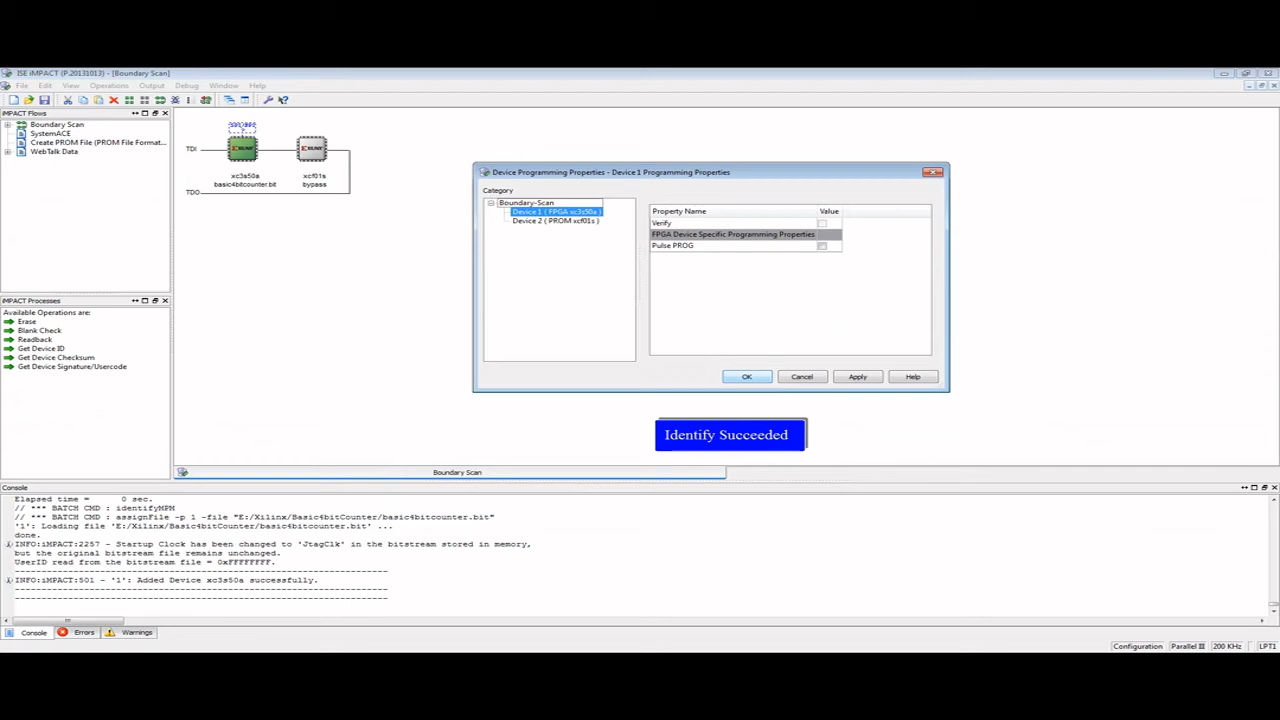 ISE iMPACT (P.20131013) - [Boundary Scan]
File Edit View Operations Output Debug Window Help
iMPACT Flows
Boundary Scan
SystemACE
Create PROM File (PROM File Format...
WebTalk Data
TDI
TDO
XILINX
XILINX
xc3s50a
basic4bitcounter.bit
xcf01s
bypass
Device Programming Properties - Device 1 Programming Properties
Category
Boundary-Scan
Device 1 ( FPGA xc3s50a )
Device 2 ( PROM xcf01s )
Property Name Value
Verify
FPGA Device Specific Programming Properties
Pulse PROG
OK Cancel Apply Help
iMPACT Processes
Available Operations are:
Erase
Blank Check
Readback
Get Device ID
Get Device Checksum
Get Device Signature/Usercode
Identify Succeeded
Boundary Scan
Console
Elapsed time = 0 sec.
// *** BATCH CMD : identifyMPM
// *** BATCH CMD : assignFile -p 1 -file "E:/Xilinx/Basic4bitCounter/basic4bitcounter.bit"
'1': Loading file 'E:/Xilinx/Basic4bitCounter/basic4bitcounter.bit' ...
done.
INFO:iMPACT:2257 - Startup Clock has been changed to 'JtagClk' in the bitstream stored in memory,
but the original bitstream file remains unchanged.
UserID read from the bitstream file = 0xFFFFFFFF.
----------------------------------------------------------------------
INFO:iMPACT:501 - '1': Added Device xc3s50a successfully.
----------------------------------------------------------------------
----------------------------------------------------------------------
Console Errors Warnings
Configuration Parallel III 200 KHz LPT1